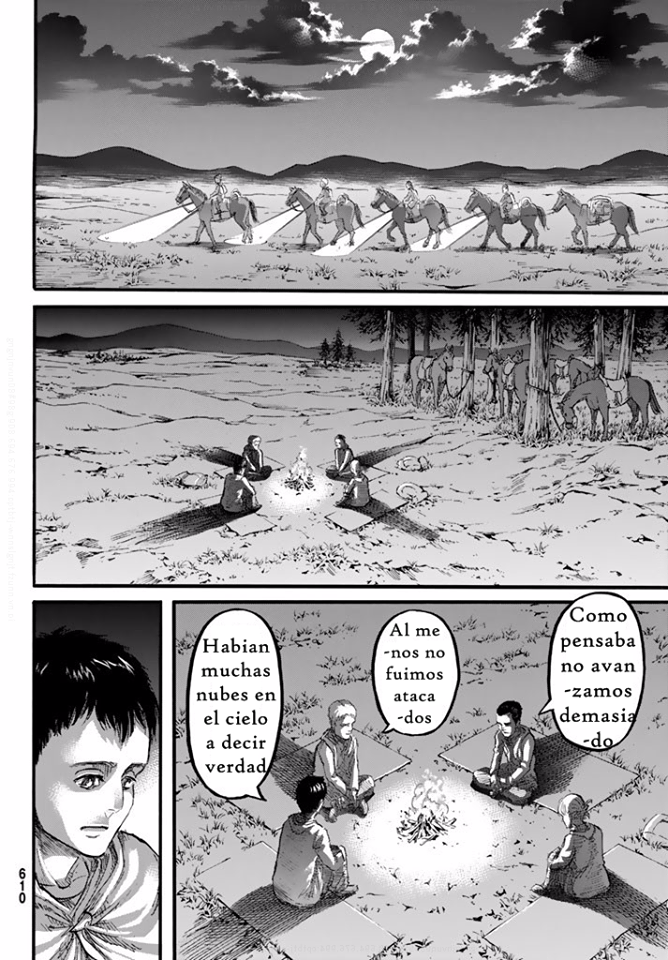 Como
pensaba
no avan
-zamos
demasia
-do
Al me
-nos no
fuimos
ataca
-dos
Habian
muchas
nubes en
el cielo
a decir
verdad
610